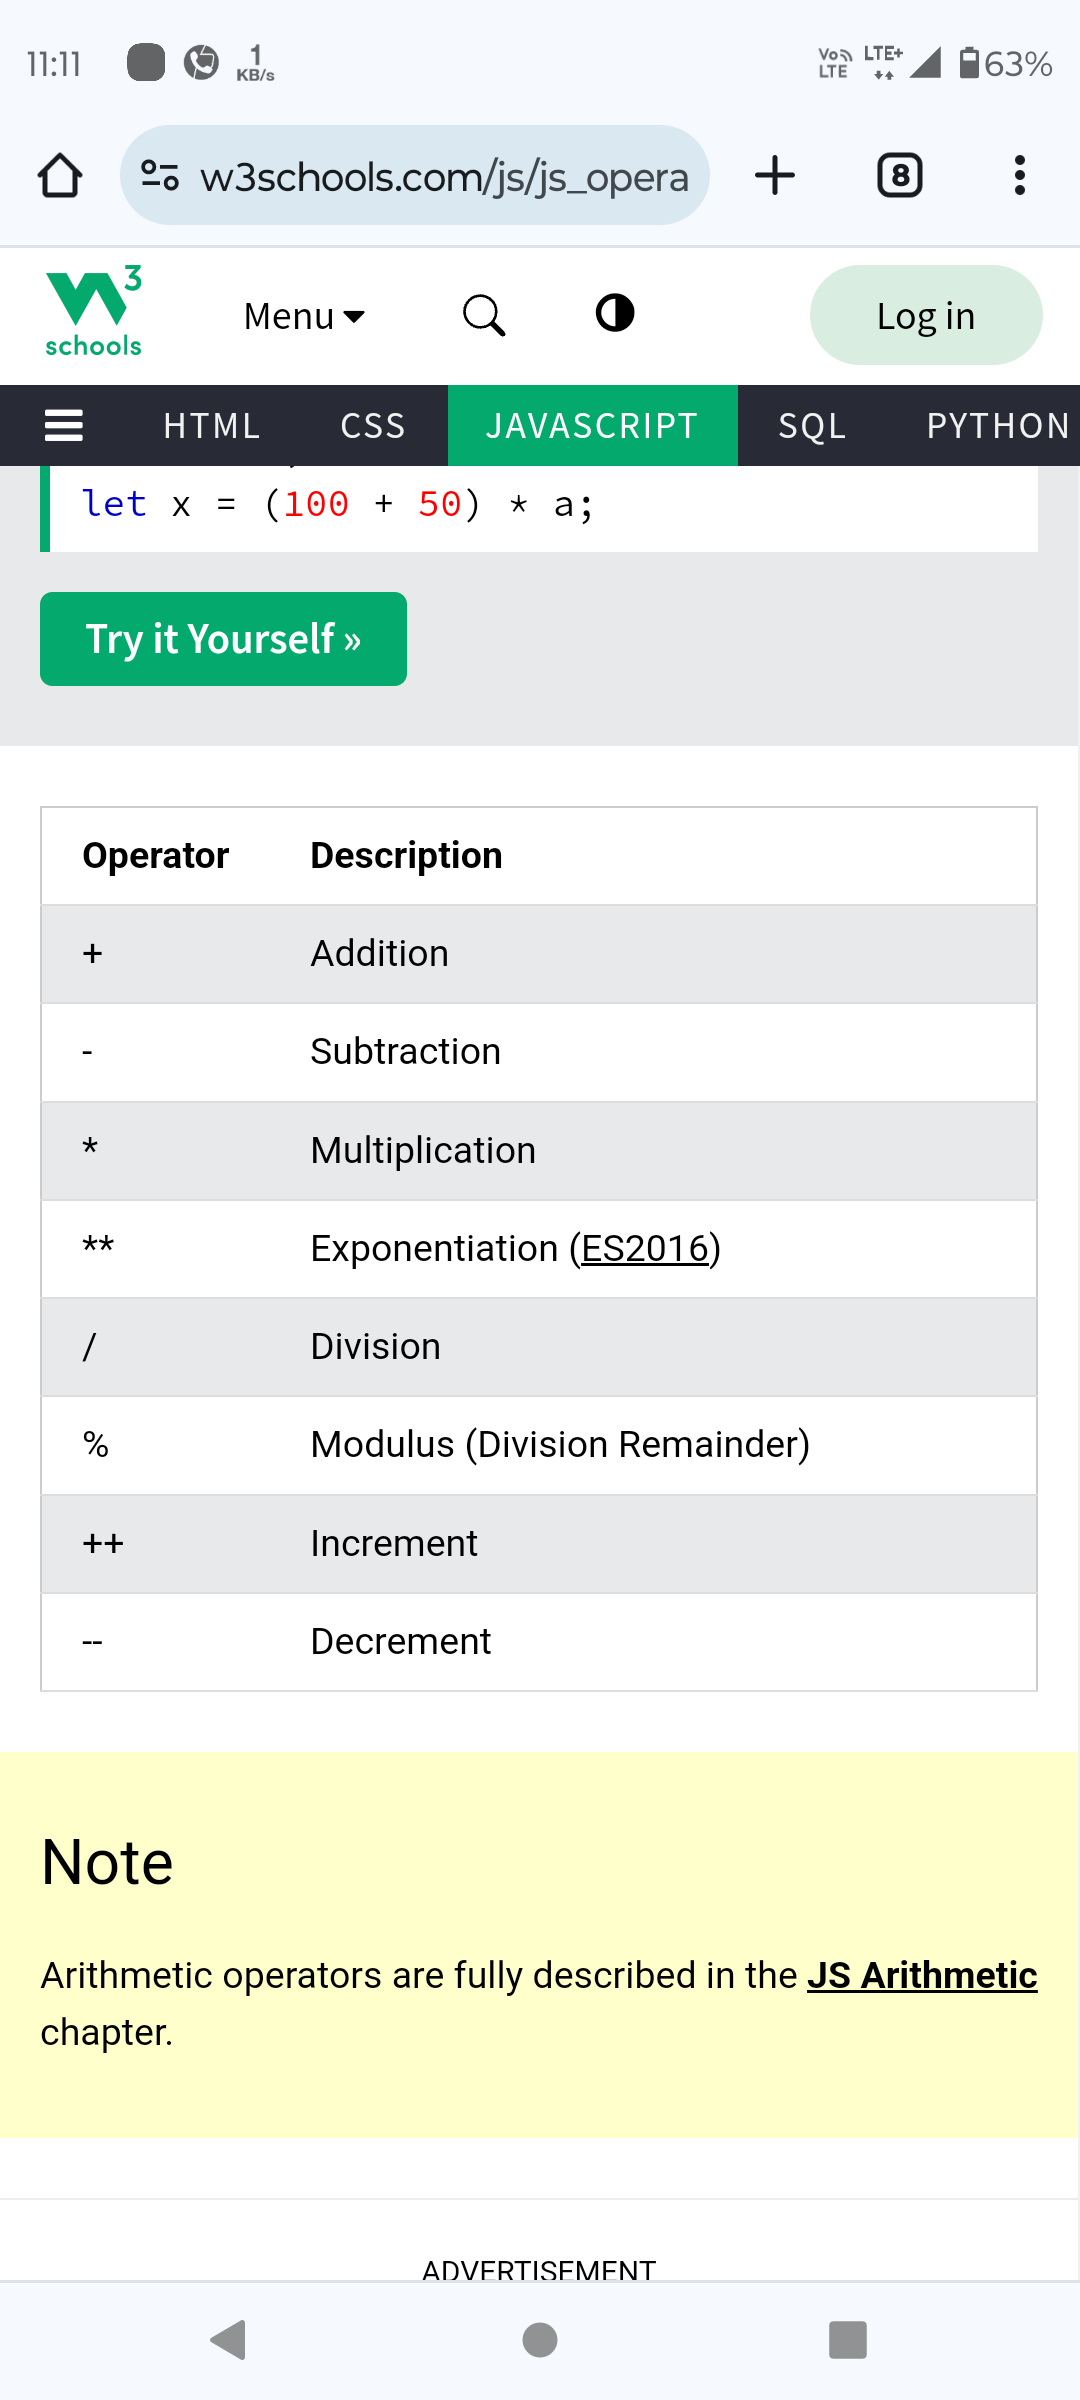 11:11
1
KB/s
Vo LTE
LTE+
63%
w3schools.com/js/js_opera
8
3
schools
Menu
Log in
HTML CSS JAVASCRIPT SQL PYTHON
let x = (100 + 50) * a;
Try it Yourself »
Operator Description
+ Addition
- Subtraction
* Multiplication
** Exponentiation (ES2016)
/ Division
% Modulus (Division Remainder)
++ Increment
-- Decrement
Note
Arithmetic operators are fully described in the JS Arithmetic
chapter.
ADVERTISEMENT